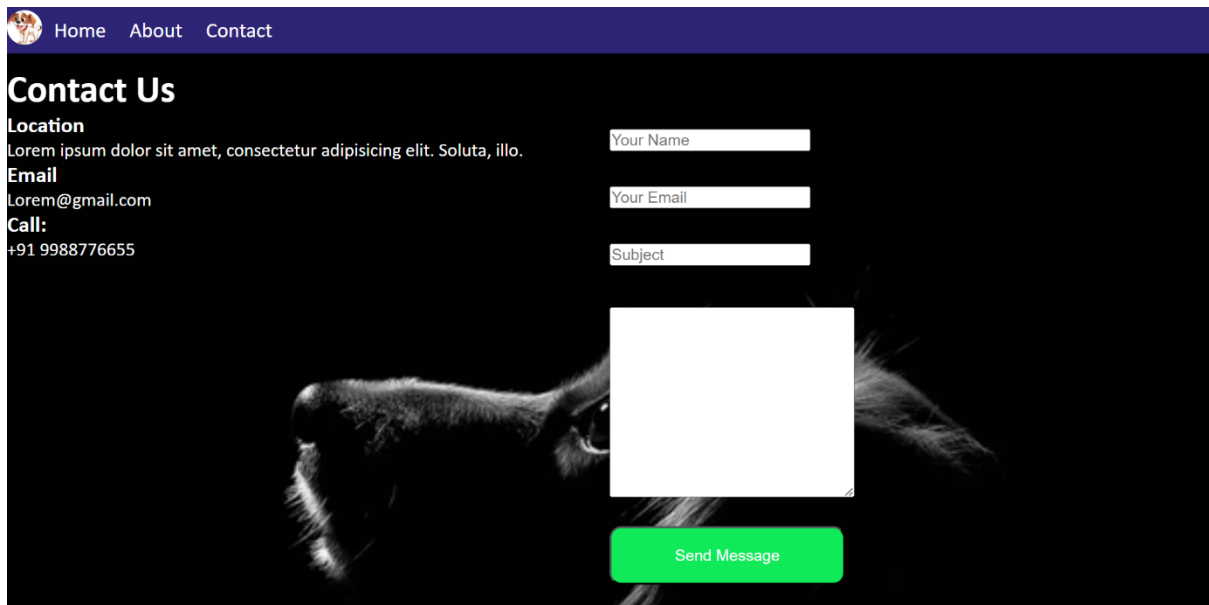 Home About Contact
Contact Us
Location
Lorem ipsum dolor sit amet, consectetur adipisicing elit. Soluta, illo.
Email
Lorem@gmail.com
Call:
+91 9988776655
Your Name
Your Email
Subject
Send Message